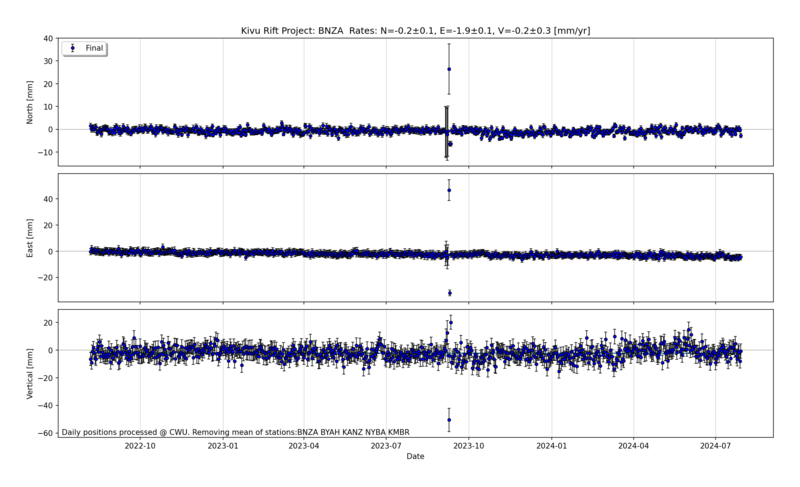 Kivu Rift Project: BNZA Rates: N=-0.2±0.1, E=-1.9±0.1, V=-0.2±0.3 [mm/yr]
Final
North [mm]
40
30
20
10
0
−10
East [mm]
40
20
0
−20
Vertical [mm]
20
0
−20
−40
−60
Daily positions processed @ CWU. Removing mean of stations:BNZA BYAH KANZ NYBA KMBR
2022-10 2023-01 2023-04 2023-07 2023-10 2024-01 2024-04 2024-07
Date